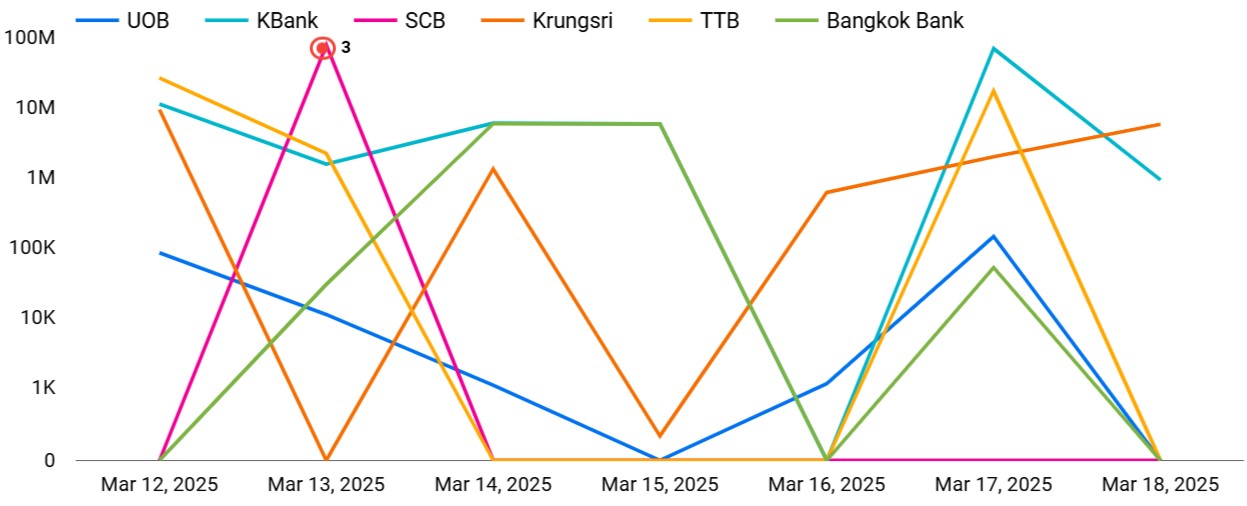 UOB KBank SCB Krungsri TTB Bangkok Bank
100M
3
10M
1M
100K
10K
1K
0
Mar 12, 2025 Mar 13, 2025 Mar 14, 2025 Mar 15, 2025 Mar 16, 2025 Mar 17, 2025 Mar 18, 2025